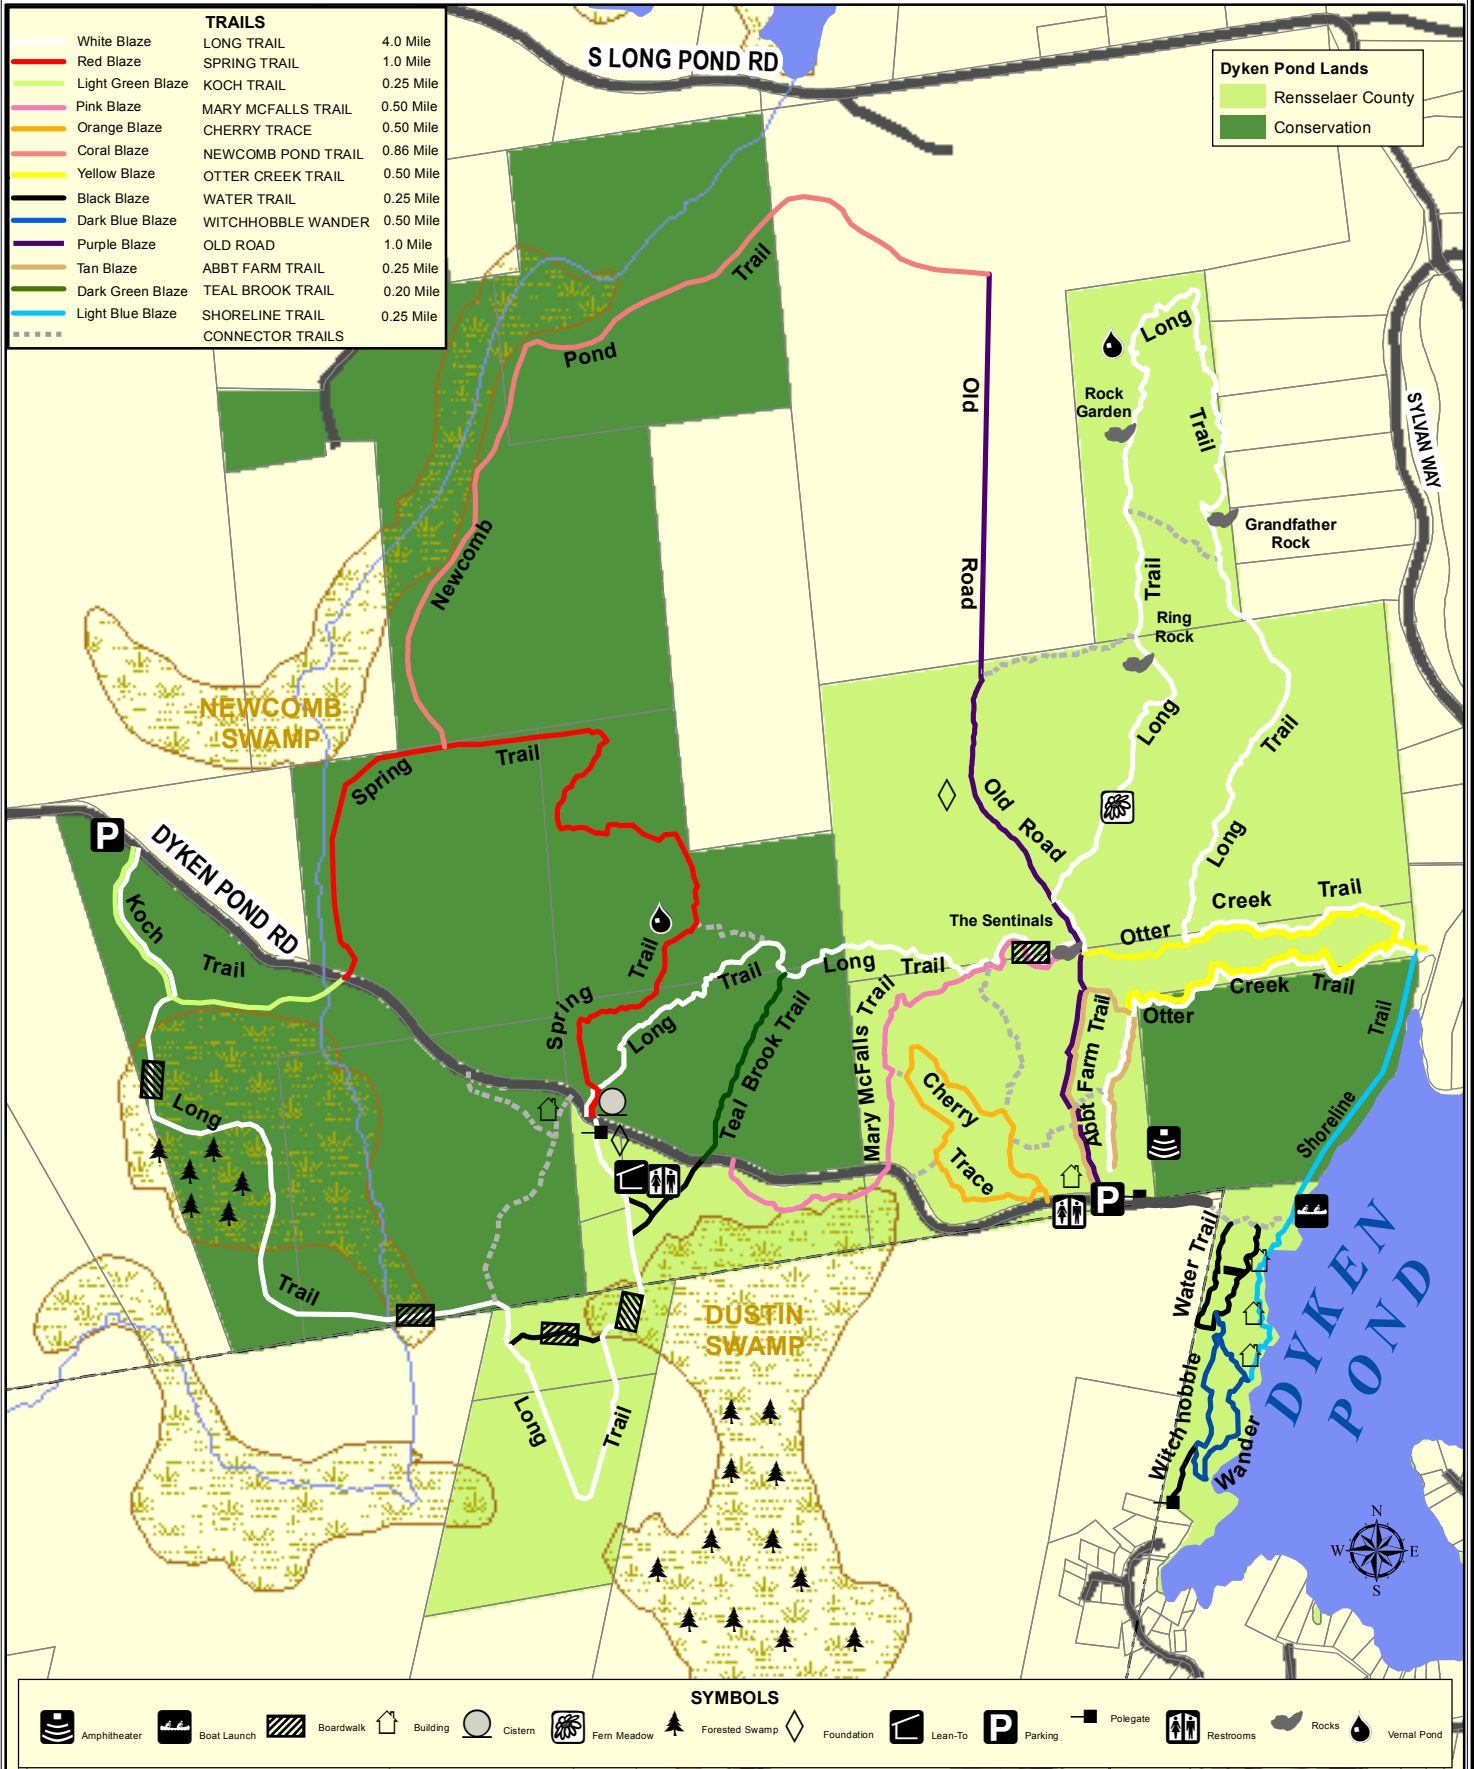 TRAILS
White Blaze LONG TRAIL 4.0 Mile
Red Blaze SPRING TRAIL 1.0 Mile
Light Green Blaze KOCH TRAIL 0.25 Mile
Pink Blaze MARY MCFALLS TRAIL 0.50 Mile
Orange Blaze CHERRY TRACE 0.50 Mile
Coral Blaze NEWCOMB POND TRAIL 0.86 Mile
Yellow Blaze OTTER CREEK TRAIL 0.50 Mile
Black Blaze WATER TRAIL 0.25 Mile
Dark Blue Blaze WITCHHOBBLE WANDER 0.50 Mile
Purple Blaze OLD ROAD 1.0 Mile
Tan Blaze ABBT FARM TRAIL 0.25 Mile
Dark Green Blaze TEAL BROOK TRAIL 0.20 Mile
Light Blue Blaze SHORELINE TRAIL 0.25 Mile
CONNECTOR TRAILS
S LONG POND RD
Dyken Pond Lands
Rensselaer County
Conservation
Trail
Pond
Newcomb
Long
Trail
Rock
Garden
Old
Road
SYLVAN WAY
Grandfather
Rock
Trail
Ring
Rock
Long
Trail
NEWCOMB
SWAMP
Spring
Trail
Old
Road
Long
P
DYKEN POND RD
Koch
Trail
The Sentinals
Otter
Creek
Trail
Long
Trail
Trail
Long
Trail
Spring
Long
Teal Brook Trail
Mary McFalls Trail
Cherry
Trace
Abbt Farm Trail
Otter
Creek
Trail
Trail
Shoreline
Long
Trail
P
Water Trail
DUSTIN
SWAMP
Long
Trail
Witch hobble
Wander
DYKEN
POND
N
W
E
S
SYMBOLS
Amphitheater
Boat Launch
Boardwalk
Building
Cistern
Fern Meadow
Forested Swamp
Foundation
Lean-To
P
Parking
Polegate
Restrooms
Rocks
Vernal Pond